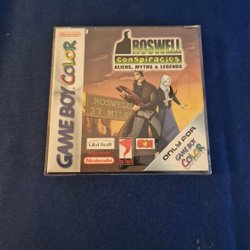 Nintendo
GAME BOY COLOR
ROSWELL
CONSPIRACIES
ALIENS, MYTHS & LEGENDS
ROSWELL
27 MILES
Ubi Soft
Nintendo
ONLY FOR
GAME BOY
COLOR